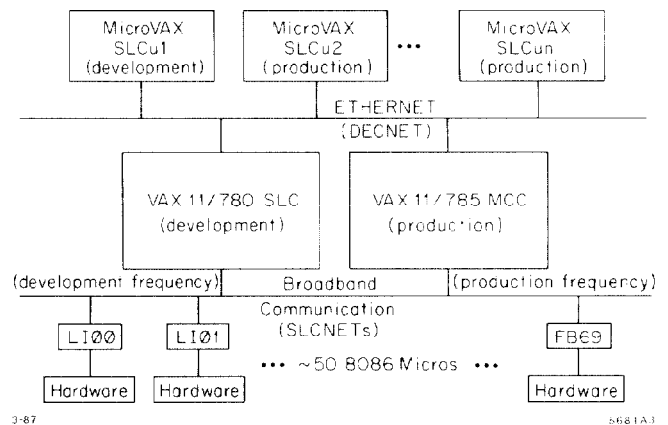 MicroVAX
SLCu1
(development)
MicroVAX
SLCu2
(production)
•••
MicroVAX
SLCun
(production)
ETHERNET
(DECNET)
VAX 11/780 SLC
(development)
VAX 11/785 MCC
(production)
(development frequency)
Broadband
(production frequency)
Communication
(SLCNETs)
LI00
LI01
FB69
••• ~50 8086 Micros •••
Hardware
Hardware
Hardware
3-87
5681A3